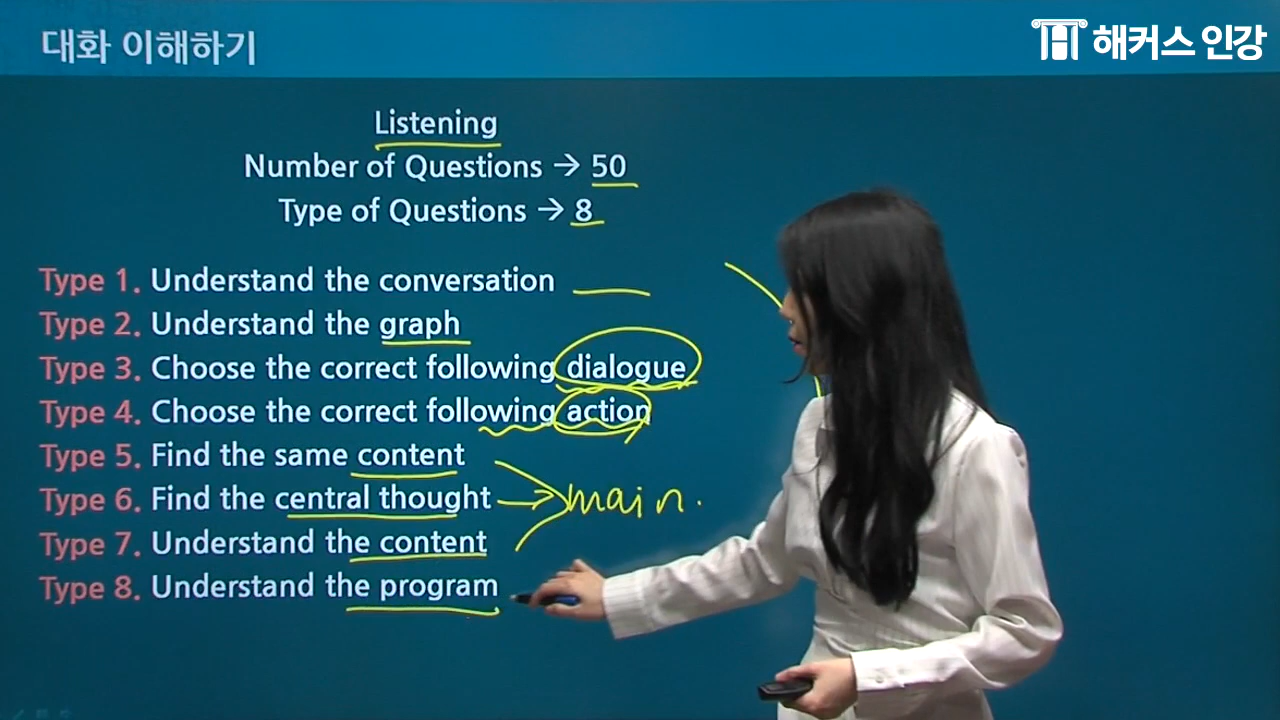 대화 이해하기
해커스 인강
Listening
Number of Questions → 50
Type of Questions → 8
Type 1. Understand the conversation
Type 2. Understand the graph
Type 3. Choose the correct following dialogue
Type 4. Choose the correct following action
Type 5. Find the same content
Type 6. Find the central thought → main.
Type 7. Understand the content
Type 8. Understand the program